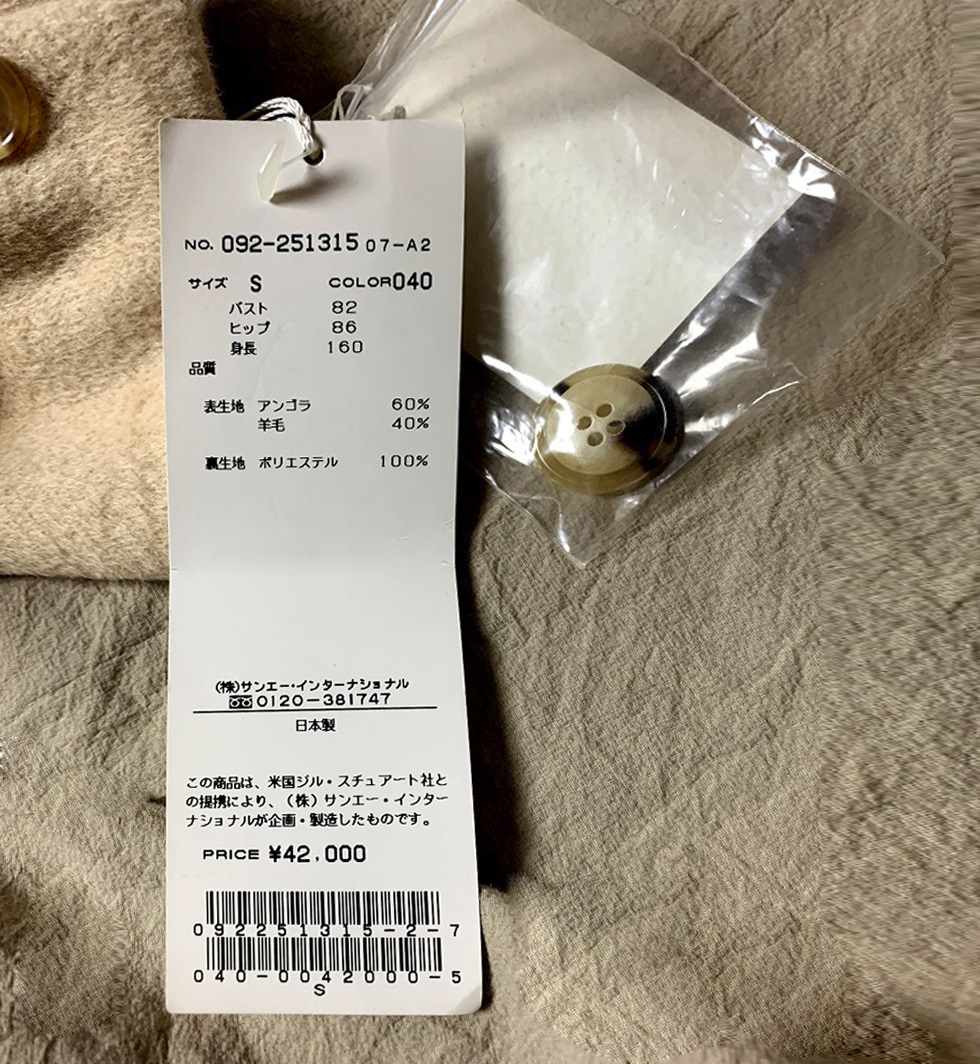 NO. 092-251315 07-A2
サイズ S COLOR 040
バスト 82
ヒップ 86
身長 160
品質
表生地 アンゴラ 60%
羊毛 40%
裏生地 ポリエステル 100%
(株)サンエー・インターナショナル
0120-381747
日本製
この商品は、米国ジル・スチュアート社と
の提携により、(株)サンエー・インター
ナショナルが企画・製造したものです。
PRICE ¥42,000
092251315-2-7
040-0042000-5
S